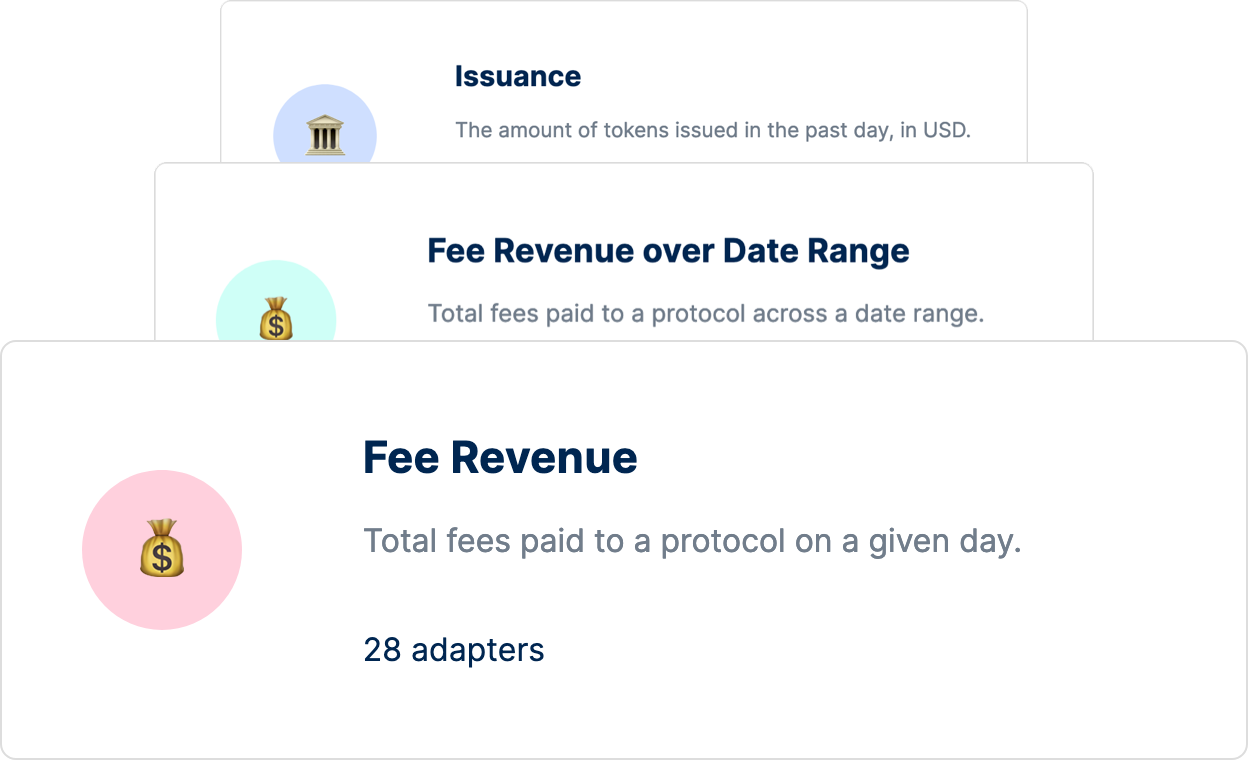 Issuance
The amount of tokens issued in the past day, in USD.
Fee Revenue over Date Range
Total fees paid to a protocol across a date range.
Fee Revenue
Total fees paid to a protocol on a given day.
28 adapters